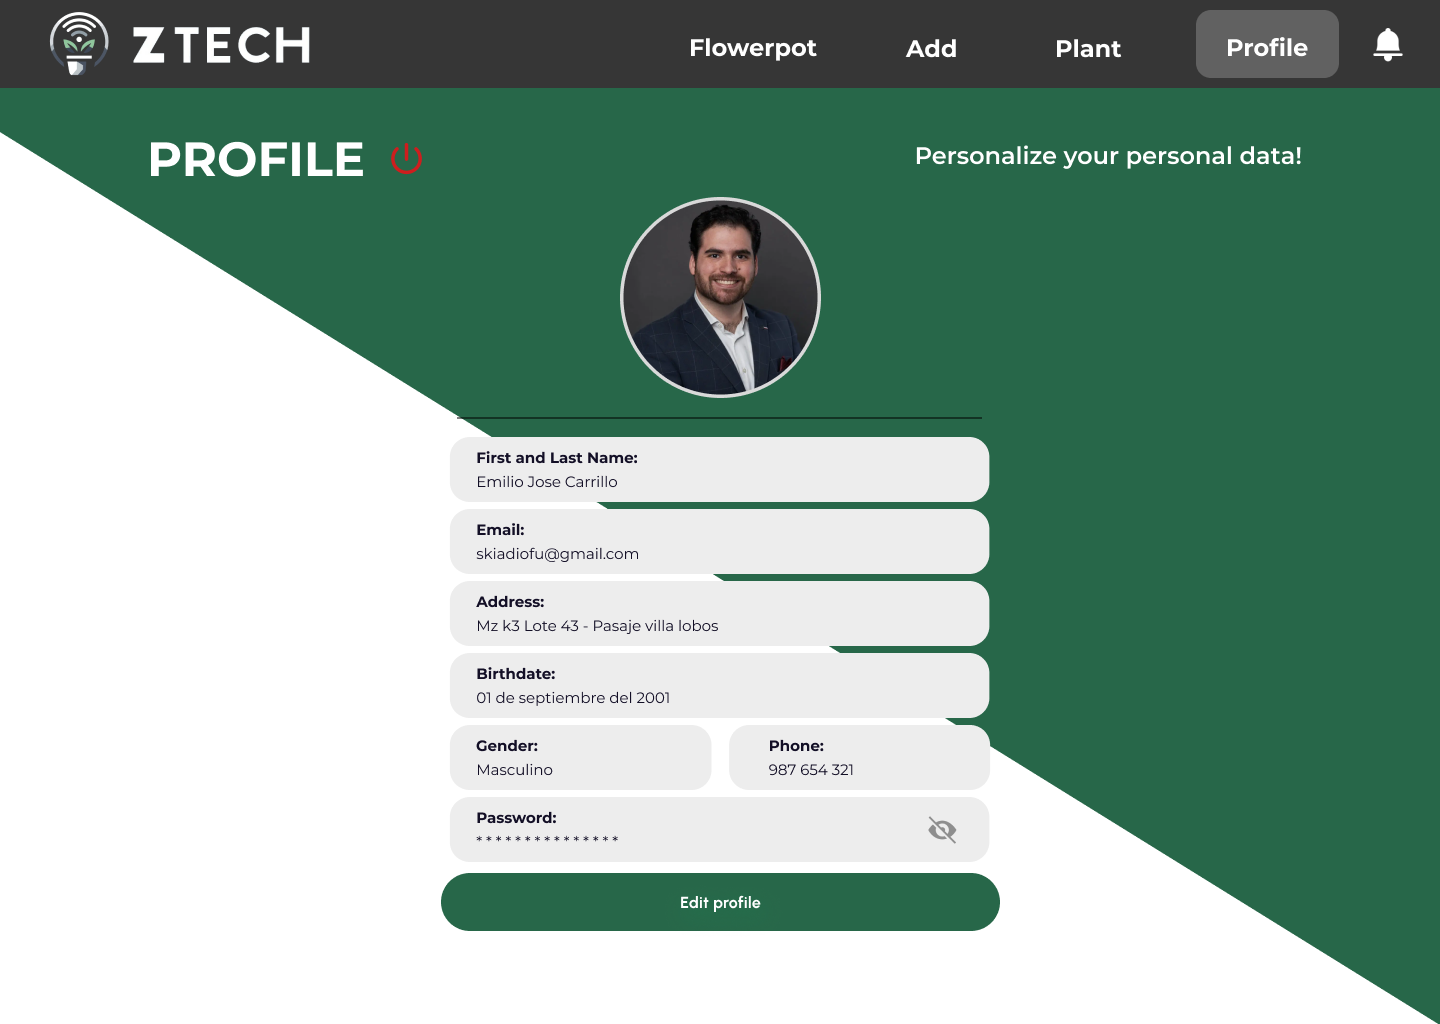 Z TECH
Flowerpot
Add
Plant
Profile
PROFILE
Personalize your personal data!
First and Last Name:
Emilio Jose Carrillo
Email:
skiadiofu@gmail.com
Address:
Mz k3 Lote 43 - Pasaje villa lobos
Birthdate:
01 de septiembre del 2001
Gender:
Masculino
Phone:
987 654 321
Password:
* * * * * * * * * * * * * * *
Edit profile